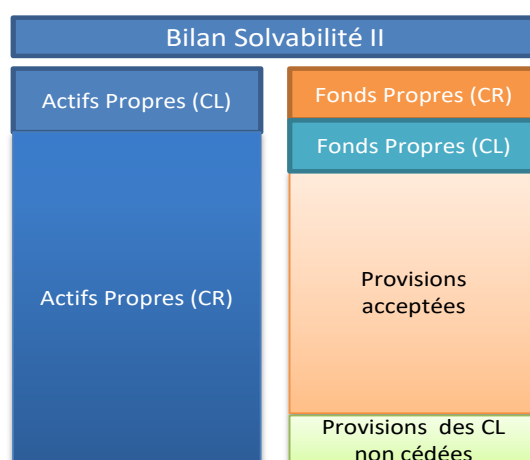 Bilan Solvabilité II
Actifs Propres (CL)
Fonds Propres (CR)
Fonds Propres (CL)
Actifs Propres (CR)
Provisions
acceptées
Provisions des CL
non cédées